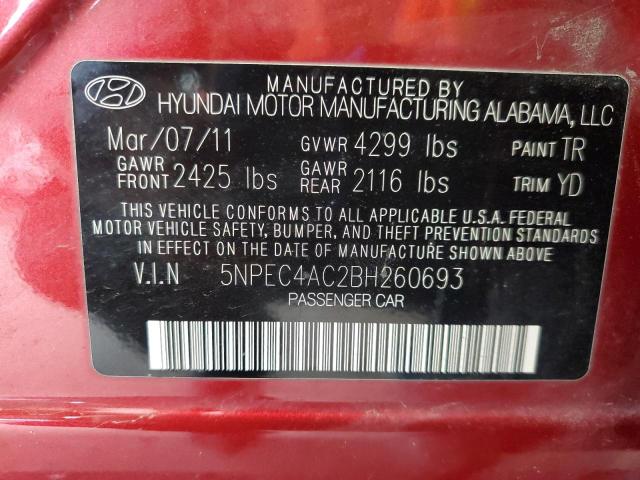 MANUFACTURED BY
HYUNDAI MOTOR MANUFACTURING ALABAMA, LLC
Mar/07/11 GVWR 4299 lbs PAINT TR
GAWR FRONT 2425 lbs GAWR REAR 2116 lbs TRIM YD
THIS VEHICLE CONFORMS TO ALL APPLICABLE U.S.A. FEDERAL
MOTOR VEHICLE SAFETY, BUMPER, AND THEFT PREVENTION STANDARDS
IN EFFECT ON THE DATE OF MANUFACTURE SHOWN ABOVE.
V.I.N 5NPEC4AC2BH260693
PASSENGER CAR